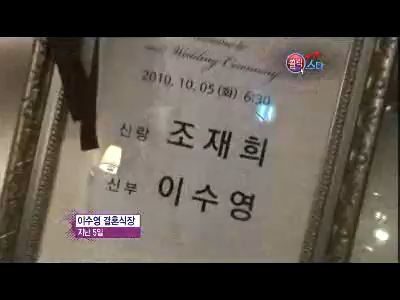 and Wedding Ceremony
2010. 10. 05 (화) 6:30
신랑 조재희
신부 이수영
클릭 스타
이수영 결혼식장
지난 5일